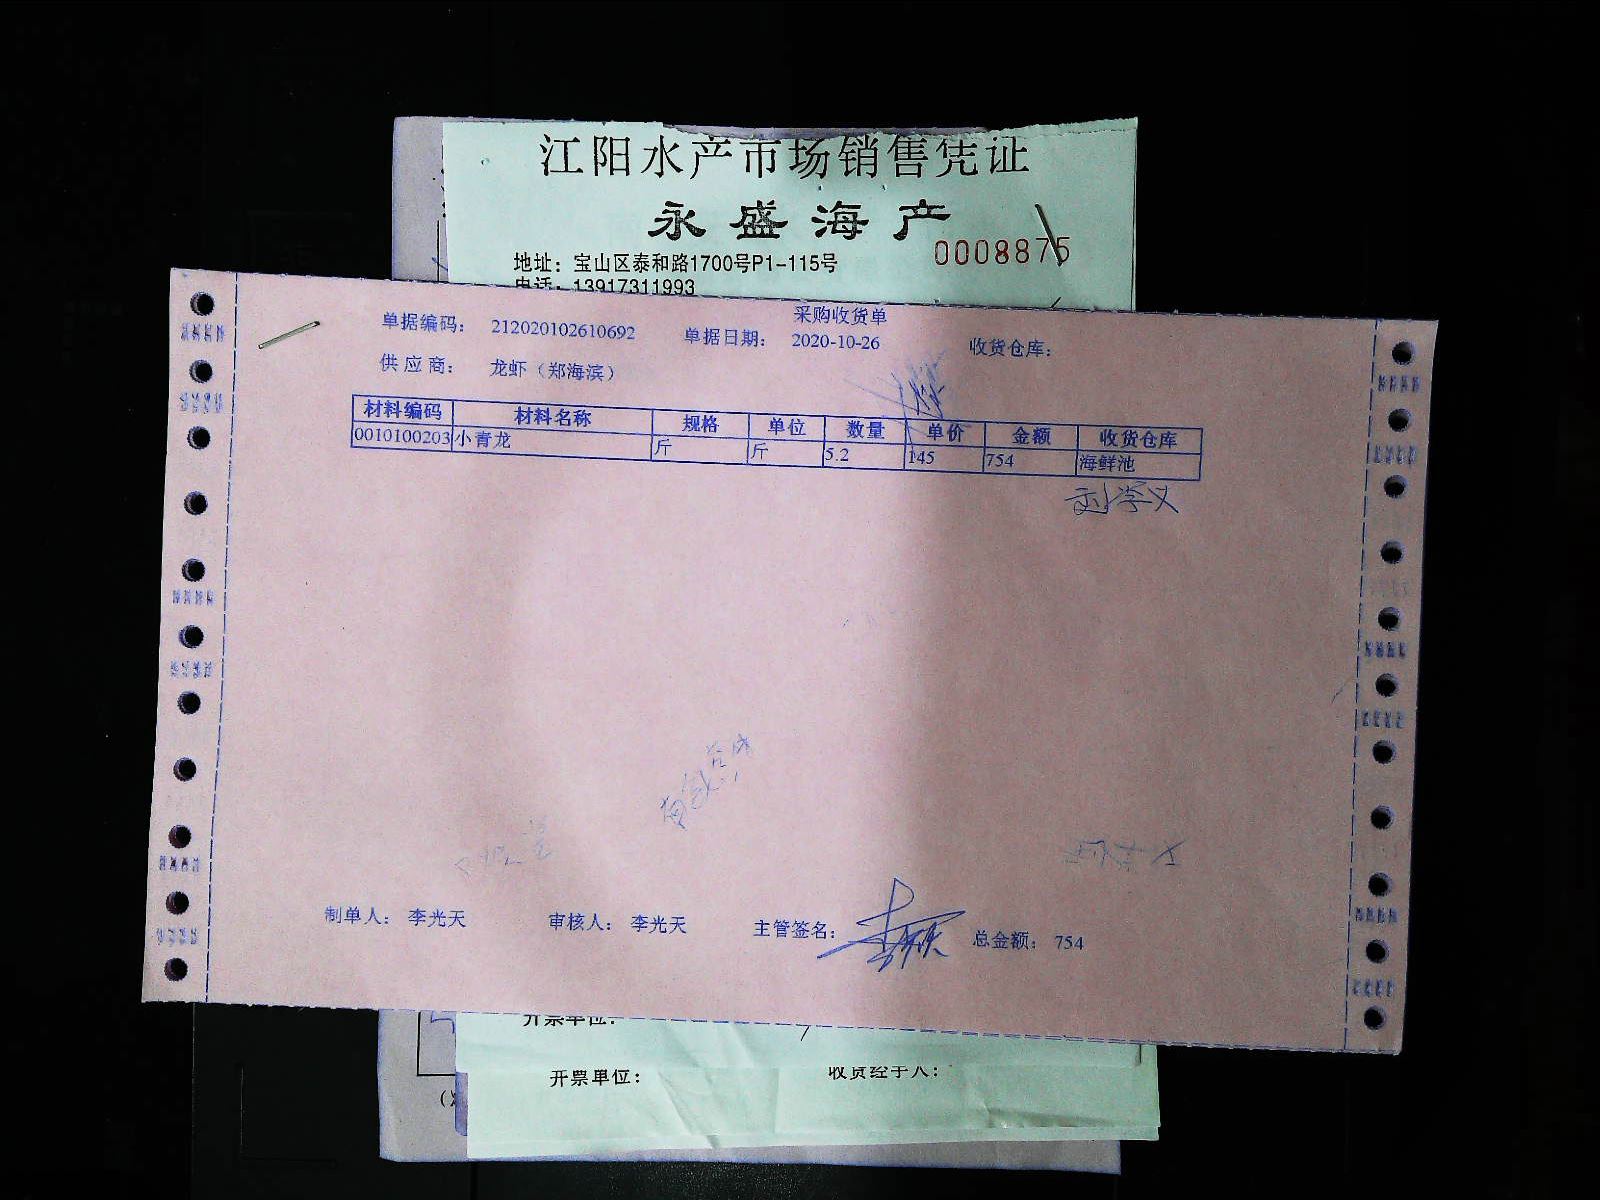 江阳水产市场销售凭证
永盛海产
0008875
地址：宝山区泰和路1700号P1-115号
电话：13917311993
采购收货单
单据编码： 212020102610692 单据日期： 2020-10-26 收货仓库：
供应商： 龙虾（郑海滨）
材料编码 材料名称 规格 单位 数量 单价 金额 收货仓库
0010100203 小青龙 斤 斤 5.2 145 754 海鲜池
制单人： 李光天 审核人： 李光天 主管签名： 总金额： 754
开票单位：
开票单位： 收货经手人：